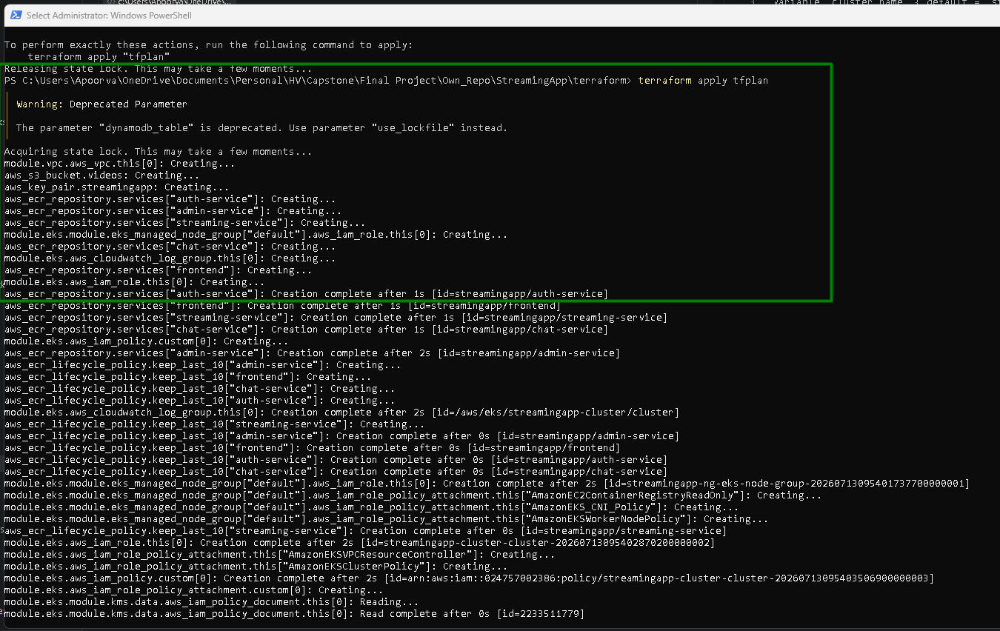 Select Administrator: Windows PowerShell
To perform exactly these actions, run the following command to apply:
    terraform apply "tfplan"
Releasing state lock. This may take a few moments...
PS C:\Users\Apoorva\OneDrive\Documents\Personal\HV\Capstone\Final Project\Own_Repo\StreamingApp\terraform> terraform apply tfplan
Warning: Deprecated Parameter
The parameter "dynamodb_table" is deprecated. Use parameter "use_lockfile" instead.
Acquiring state lock. This may take a few moments...
module.vpc.aws_vpc.this[0]: Creating...
aws_s3_bucket.videos: Creating...
aws_key_pair.streamingapp: Creating...
aws_ecr_repository.services["auth-service"]: Creating...
aws_ecr_repository.services["admin-service"]: Creating...
aws_ecr_repository.services["streaming-service"]: Creating...
module.eks.module.eks_managed_node_group["default"].aws_iam_role.this[0]: Creating...
aws_ecr_repository.services["chat-service"]: Creating...
module.eks.aws_cloudwatch_log_group.this[0]: Creating...
aws_ecr_repository.services["frontend"]: Creating...
module.eks.aws_iam_role.this[0]: Creating...
aws_ecr_repository.services["auth-service"]: Creation complete after 1s [id=streamingapp/auth-service]
aws_ecr_repository.services["frontend"]: Creation complete after 1s [id=streamingapp/frontend]
aws_ecr_repository.services["streaming-service"]: Creation complete after 1s [id=streamingapp/streaming-service]
aws_ecr_repository.services["chat-service"]: Creation complete after 1s [id=streamingapp/chat-service]
module.eks.aws_iam_policy.custom[0]: Creating...
aws_ecr_repository.services["admin-service"]: Creation complete after 2s [id=streamingapp/admin-service]
aws_ecr_lifecycle_policy.keep_last_10["admin-service"]: Creating...
aws_ecr_lifecycle_policy.keep_last_10["frontend"]: Creating...
aws_ecr_lifecycle_policy.keep_last_10["chat-service"]: Creating...
aws_ecr_lifecycle_policy.keep_last_10["auth-service"]: Creating...
module.eks.aws_cloudwatch_log_group.this[0]: Creation complete after 2s [id=/aws/eks/streamingapp-cluster/cluster]
aws_ecr_lifecycle_policy.keep_last_10["streaming-service"]: Creating...
aws_ecr_lifecycle_policy.keep_last_10["admin-service"]: Creation complete after 0s [id=streamingapp/admin-service]
aws_ecr_lifecycle_policy.keep_last_10["frontend"]: Creation complete after 0s [id=streamingapp/frontend]
aws_ecr_lifecycle_policy.keep_last_10["auth-service"]: Creation complete after 0s [id=streamingapp/auth-service]
aws_ecr_lifecycle_policy.keep_last_10["chat-service"]: Creation complete after 0s [id=streamingapp/chat-service]
module.eks.module.eks_managed_node_group["default"].aws_iam_role.this[0]: Creation complete after 2s [id=streamingapp-ng-eks-node-group-20260713095401737700000001]
module.eks.module.eks_managed_node_group["default"].aws_iam_role_policy_attachment.this["AmazonEC2ContainerRegistryReadOnly"]: Creating...
module.eks.module.eks_managed_node_group["default"].aws_iam_role_policy_attachment.this["AmazonEKS_CNI_Policy"]: Creating...
module.eks.module.eks_managed_node_group["default"].aws_iam_role_policy_attachment.this["AmazonEKSWorkerNodePolicy"]: Creating...
aws_ecr_lifecycle_policy.keep_last_10["streaming-service"]: Creation complete after 0s [id=streamingapp/streaming-service]
module.eks.aws_iam_role.this[0]: Creation complete after 2s [id=streamingapp-cluster-cluster-20260713095402870200000002]
module.eks.aws_iam_role_policy_attachment.this["AmazonEKSVPCResourceController"]: Creating...
module.eks.aws_iam_role_policy_attachment.this["AmazonEKSClusterPolicy"]: Creating...
module.eks.aws_iam_policy.custom[0]: Creation complete after 2s [id=arn:aws:iam::024757002386:policy/streamingapp-cluster-cluster-20260713095403506900000003]
module.eks.aws_iam_role_policy_attachment.custom[0]: Creating...
module.eks.module.kms.data.aws_iam_policy_document.this[0]: Reading...
module.eks.module.kms.data.aws_iam_policy_document.this[0]: Read complete after 0s [id=2233511779]